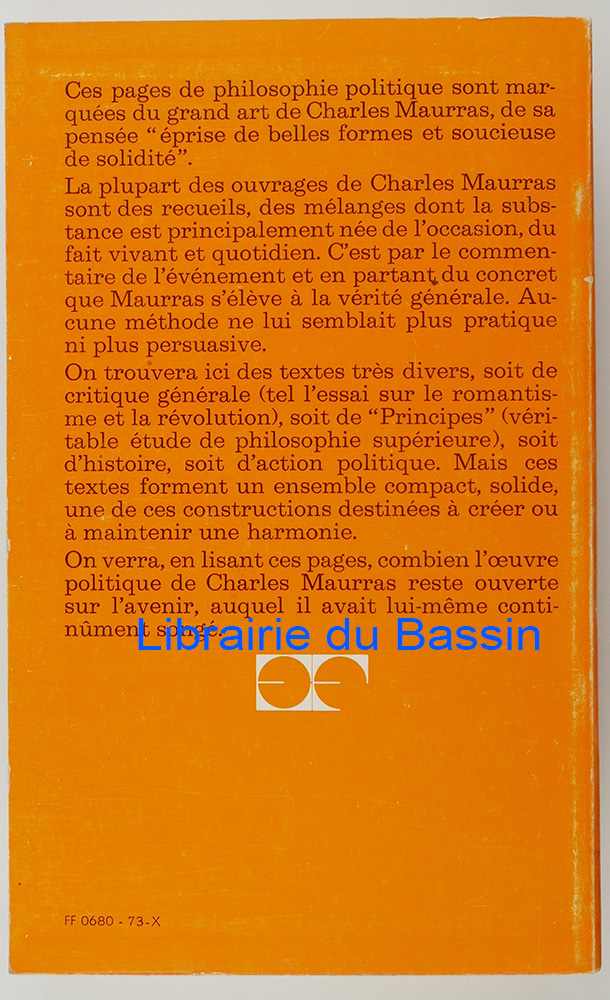 Ces pages de philosophie politique sont mar-
quées du grand art de Charles Maurras, de sa
pensée “éprise de belles formes et soucieuse
de solidité”.
La plupart des ouvrages de Charles Maurras
sont des recueils, des mélanges dont la subs-
tance est principalement née de l’occasion, du
fait vivant et quotidien. C’est par le commen-
taire de l’événement et en partant du concret
que Maurras s’élève à la vérité générale. Au-
cune méthode ne lui semblait plus pratique
ni plus persuasive.
On trouvera ici des textes très divers, soit de
critique générale (tel l’essai sur le romantis-
me et la révolution), soit de “Principes” (véri-
table étude de philosophie supérieure), soit
d’histoire, soit d’action politique. Mais ces
textes forment un ensemble compact, solide,
une de ces constructions destinées à créer ou
à maintenir une harmonie.
On verra, en lisant ces pages, combien l’œuvre
politique de Charles Maurras reste ouverte
sur l’avenir, auquel il avait lui-même conti-
nûment songé.
Librairie du Bassin
FF 0680 - 73-X